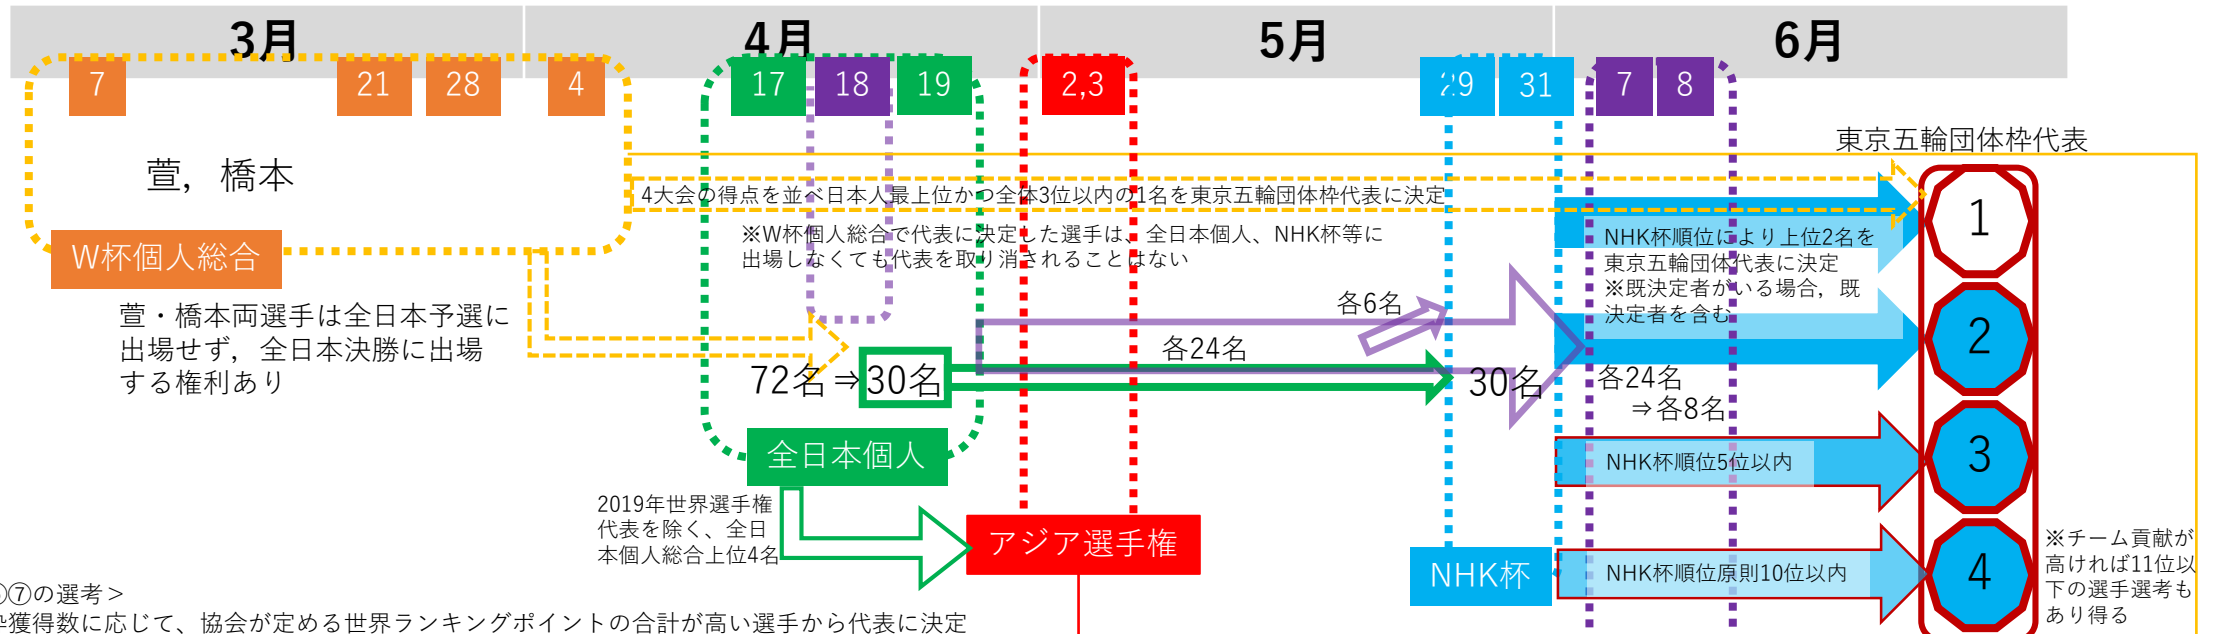 3月
4月
5月
6月
7
21
28
4
17
18
19
2,3
29
31
7
8
東京五輪団体枠代表
萱，橋本
4大会の得点を並べ日本人最上位かつ全体3位以内の1名を東京五輪団体枠代表に決定
1
※W杯個人総合で代表に決定した選手は、全日本個人、NHK杯等に
出場しなくても代表を取り消されることはない
NHK杯順位により上位2名を
東京五輪団体代表に決定
※既決定者がいる場合，既
決定者を含む
W杯個人総合
萱・橋本両選手は全日本予選に
出場せず，全日本決勝に出場
する権利あり
各6名
2
各24名
72名⇒30名
30名
各24名
⇒各8名
全日本個人
NHK杯順位5位以内
3
2019年世界選手権
代表を除く、全日
本個人総合上位4名
アジア選手権
NHK杯
NHK杯順位原則10位以内
4
※チーム貢献が
高ければ11位以
下の選手選考も
あり得る
⑦の選考＞
獲得数に応じて、協会が定める世界ランキングポイントの合計が高い選手から代表に決定